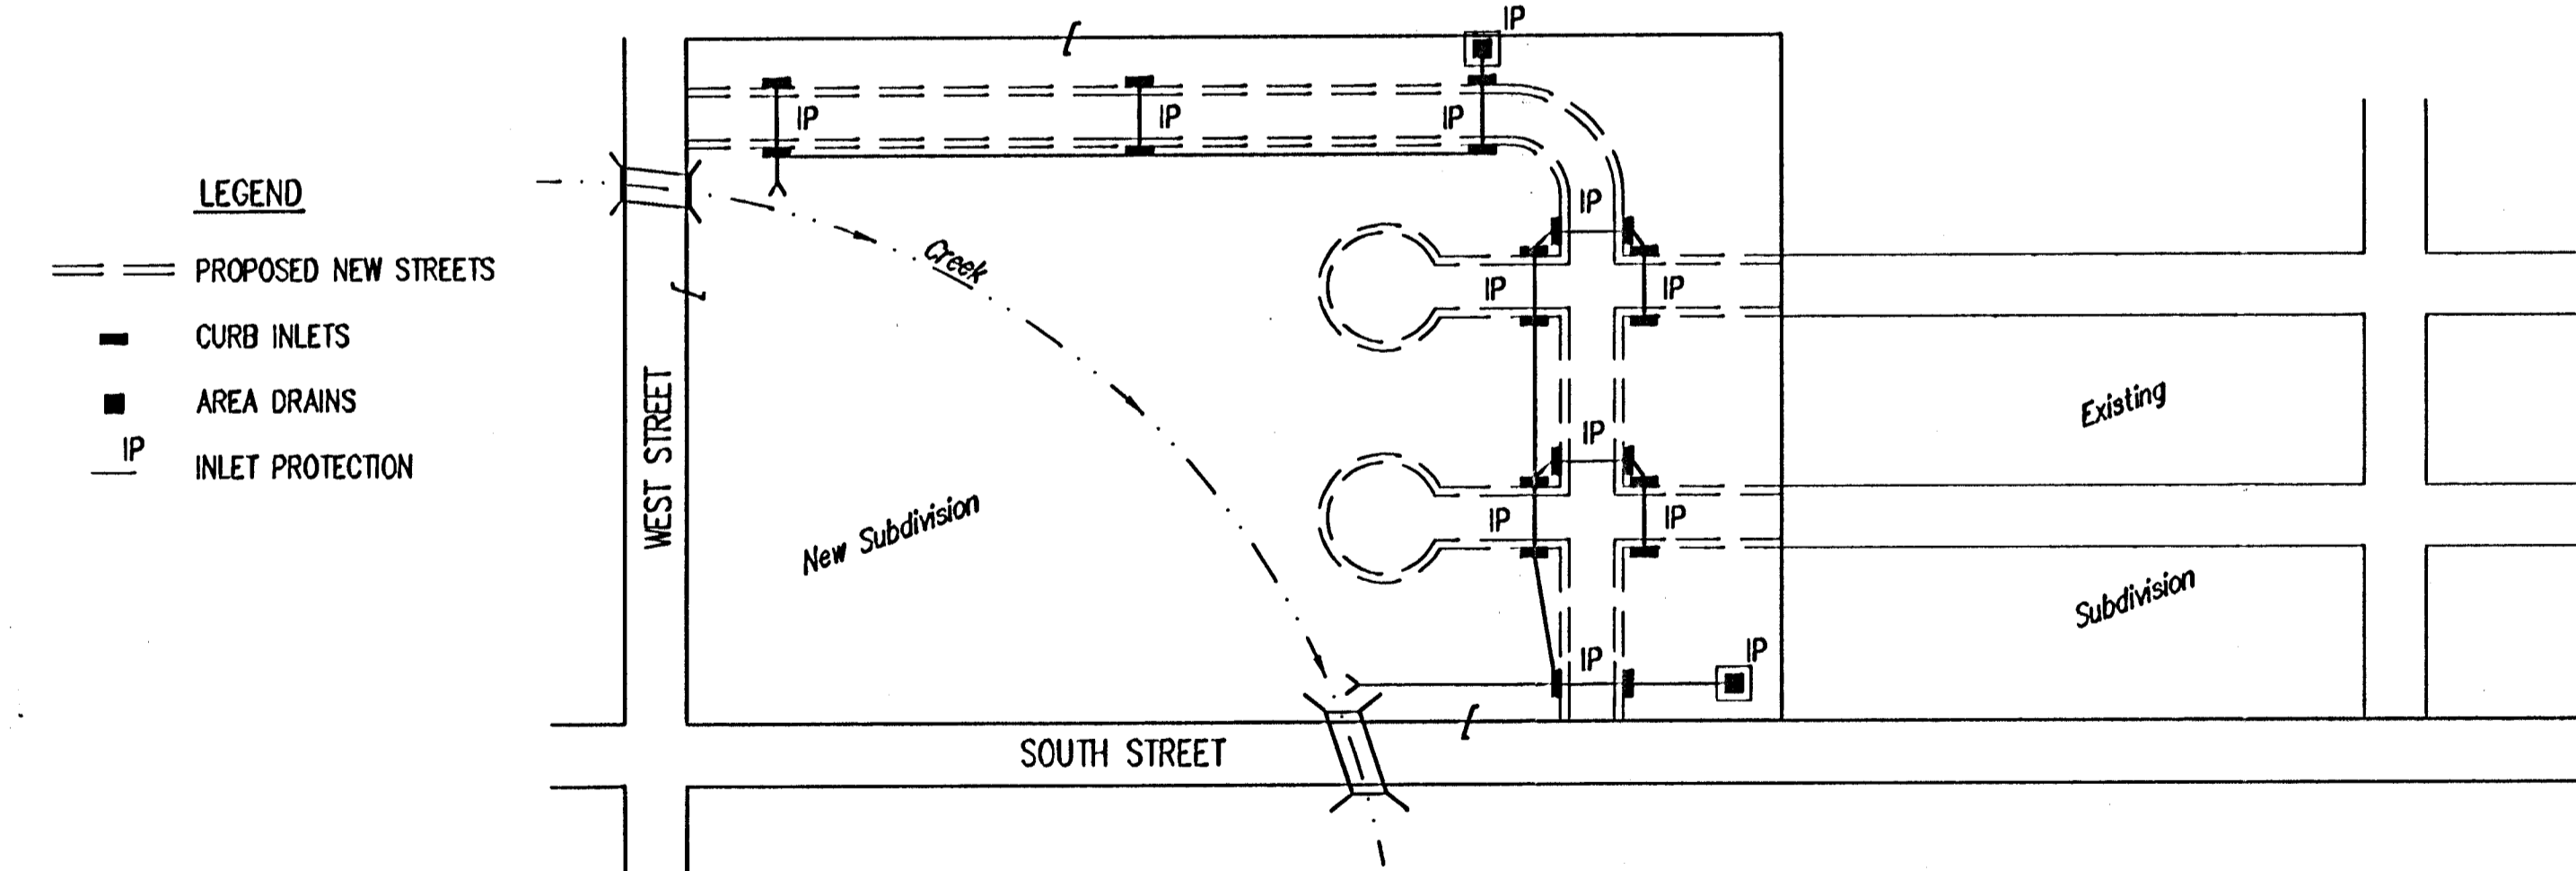 IP
IP
IP
IP
LEGEND
PROPOSED NEW STREETS
CURB INLETS
AREA DRAINS
IP
INLET PROTECTION
WEST STREET
Creek
IP
IP
IP
New Subdivision
IP
IP
IP
Existing
Subdivision
IP
IP
SOUTH STREET